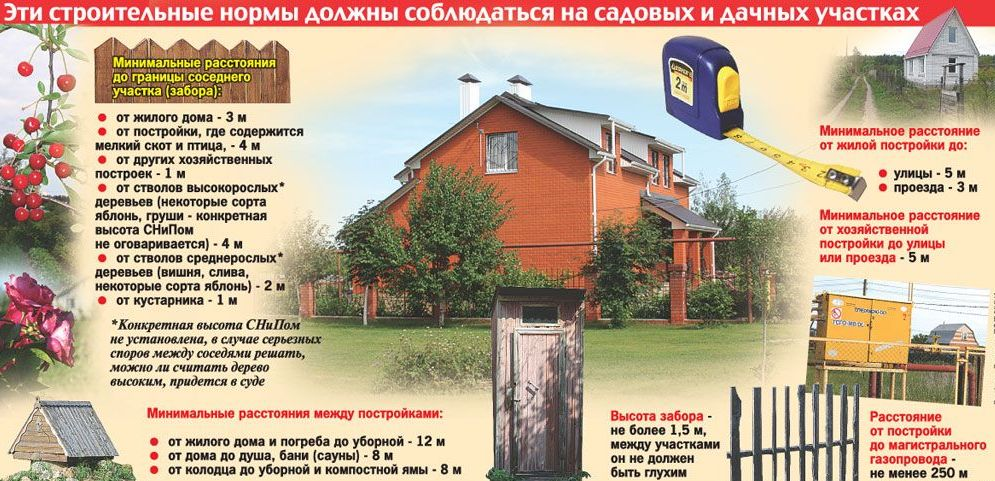 Эти строительные нормы должны соблюдаться на садовых и дачных участках
Минимальные расстояния
до границы соседнего
участка (забора):
● от жилого дома - 3 м
● от постройки, где содержится
мелкий скот и птица, - 4 м
● от других хозяйственных
построек - 1 м
● от стволов высокорослых*
деревьев (некоторые сорта
яблонь, груши - конкретная
высота СНиПом
не оговаривается) - 4 м
● от стволов среднерослых*
деревьев (вишня, слива,
некоторые сорта яблонь) - 2 м
● от кустарника - 1 м
*Конкретная высота СНиПом
не установлена, в случае серьезных
споров между соседями решать,
можно ли считать дерево
высоким, придется в суде
Минимальные расстояния между постройками:
● от жилого дома и погреба до уборной - 12 м
● от дома до душа, бани (сауны) - 8 м
● от колодца до уборной и компостной ямы - 8 м
2m
Минимальное расстояние
от жилой постройки до:
● улицы - 5 м
● проезда - 3 м
Минимальное расстояние
от хозяйственной
постройки до улицы
или проезда - 5 м
Высота забора -
не более 1,5 м,
между участками
он не должен
быть глухим
Расстояние
от постройки
до магистрального
газопровода -
не менее 250 м